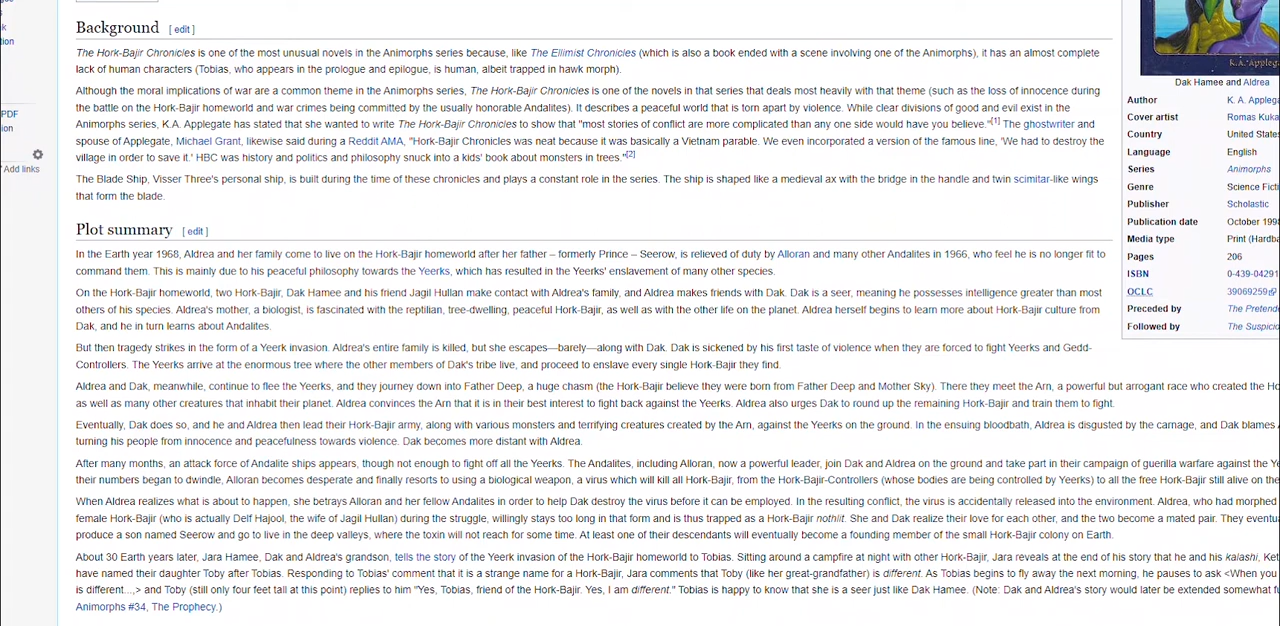 k
tion
PDF
ion
Add links
Background [ edit ]
The Hork-Bajir Chronicles is one of the most unusual novels in the Animorphs series because, like The Ellimist Chronicles (which is also a book ended with a scene involving one of the Animorphs), it has an almost complete
lack of human characters (Tobias, who appears in the prologue and epilogue, is human, albeit trapped in hawk morph).
Although the moral implications of war are a common theme in the Animorphs series, The Hork-Bajir Chronicles is one of the novels in that series that deals most heavily with that theme (such as the loss of innocence during
the battle on the Hork-Bajir homeworld and war crimes being committed by the usually honorable Andalites). It describes a peaceful world that is torn apart by violence. While clear divisions of good and evil exist in the
Animorphs series, K.A. Applegate has stated that she wanted to write The Hork-Bajir Chronicles to show that "most stories of conflict are more complicated than any one side would have you believe."[1] The ghostwriter and
spouse of Applegate, Michael Grant, likewise said during a Reddit AMA, "Hork-Bajir Chronicles was neat because it was basically a Vietnam parable. We even incorporated a version of the famous line, 'We had to destroy the
village in order to save it.' HBC was history and politics and philosophy snuck into a kids' book about monsters in trees."[2]
The Blade Ship, Visser Three's personal ship, is built during the time of these chronicles and plays a constant role in the series. The ship is shaped like a medieval ax with the bridge in the handle and twin scimitar-like wings
that form the blade.
Plot summary [ edit ]
In the Earth year 1968, Aldrea and her family come to live on the Hork-Bajir homeworld after her father – formerly Prince – Seerow, is relieved of duty by Alloran and many other Andalites in 1966, who feel he is no longer fit to
command them. This is mainly due to his peaceful philosophy towards the Yeerks, which has resulted in the Yeerks' enslavement of many other species.
On the Hork-Bajir homeworld, two Hork-Bajir, Dak Hamee and his friend Jagil Hullan make contact with Aldrea's family, and Aldrea makes friends with Dak. Dak is a seer, meaning he possesses intelligence greater than most
others of his species. Aldrea's mother, a biologist, is fascinated with the reptilian, tree-dwelling, peaceful Hork-Bajir, as well as with the other life on the planet. Aldrea herself begins to learn more about Hork-Bajir culture from
Dak, and he in turn learns about Andalites.
But then tragedy strikes in the form of a Yeerk invasion. Aldrea's entire family is killed, but she escapes—barely—along with Dak. Dak is sickened by his first taste of violence when they are forced to fight Yeerks and Gedd-
Controllers. The Yeerks arrive at the enormous tree where the other members of Dak's tribe live, and proceed to enslave every single Hork-Bajir they find.
Aldrea and Dak, meanwhile, continue to flee the Yeerks, and they journey down into Father Deep, a huge chasm (the Hork-Bajir believe they were born from Father Deep and Mother Sky). There they meet the Arn, a powerful but arrogant race who created the Ho
as well as many other creatures that inhabit their planet. Aldrea convinces the Arn that it is in their best interest to fight back against the Yeerks. Aldrea also urges Dak to round up the remaining Hork-Bajir and train them to fight.
Eventually, Dak does so, and he and Aldrea then lead their Hork-Bajir army, along with various monsters and terrifying creatures created by the Arn, against the Yeerks on the ground. In the ensuing bloodbath, Aldrea is disgusted by the carnage, and Dak blames A
turning his people from innocence and peacefulness towards violence. Dak becomes more distant with Aldrea.
After many months, an attack force of Andalite ships appears, though not enough to fight off all the Yeerks. The Andalites, including Alloran, now a powerful leader, join Dak and Aldrea on the ground and take part in their campaign of guerilla warfare against the Ye
their numbers began to dwindle, Alloran becomes desperate and finally resorts to using a biological weapon, a virus which will kill all Hork-Bajir, from the Hork-Bajir-Controllers (whose bodies are being controlled by Yeerks) to all the free Hork-Bajir still alive on the
When Aldrea realizes what is about to happen, she betrays Alloran and her fellow Andalites in order to help Dak destroy the virus before it can be employed. In the resulting conflict, the virus is accidentally released into the environment. Aldrea, who had morphed
female Hork-Bajir (who is actually Delf Hajool, the wife of Jagil Hullan) during the struggle, willingly stays too long in that form and is thus trapped as a Hork-Bajir nothlit. She and Dak realize their love for each other, and the two become a mated pair. They eventu
produce a son named Seerow and go to live in the deep valleys, where the toxin will not reach for some time. At least one of their descendants will eventually become a founding member of the small Hork-Bajir colony on Earth.
About 30 Earth years later, Jara Hamee, Dak and Aldrea's grandson, tells the story of the Yeerk invasion of the Hork-Bajir homeworld to Tobias. Sitting around a campfire at night with other Hork-Bajir, Jara reveals at the end of his story that he and his kalashi, Ket
have named their daughter Toby after Tobias. Responding to Tobias' comment that it is a strange name for a Hork-Bajir, Jara comments that Toby (like her great-grandfather) is different. As Tobias begins to fly away the next morning, he pauses to ask <When you
is different...,> and Toby (still only four feet tall at this point) replies to him "Yes, Tobias, friend of the Hork-Bajir. Yes, I am different." Tobias is happy to know that she is a seer just like Dak Hamee. (Note: Dak and Aldrea's story would later be extended somewhat fu
Animorphs #34, The Prophecy.)
K.A. Appleg
Dak Hamee and Aldrea
Author K. A. Appleg
Cover artist Romas Kuka
Country United States
Language English
Series Animorphs
Genre Science Ficti
Publisher Scholastic
Publication date October 199
Media type Print (Hardba
Pages 206
ISBN 0-439-04291
OCLC 39069259
Preceded by The Pretende
Followed by The Suspicio